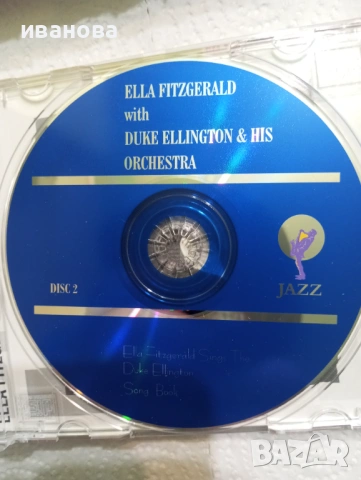 иванова
ELLA FITZGERALD
with
DUKE ELLINGTON & HIS
ORCHESTRA
DISC 2
JAZZ
Ella Fitzgerald Sings The
Duke Ellington
Song Book
BAZAR
bg